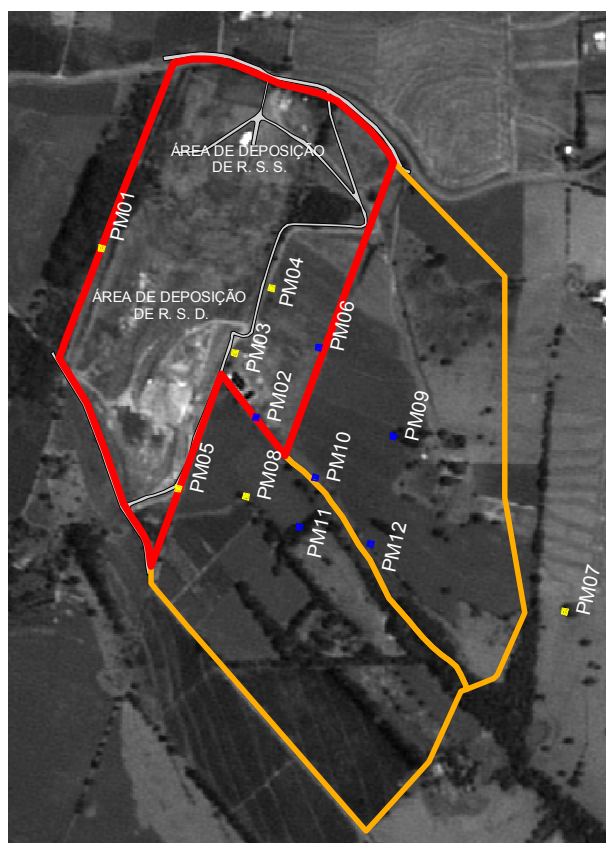 ÁREA DE DEPOSIÇÃO
DE R. S. S.
PM01
PM04
ÁREA DE DEPOSIÇÃO
DE R. S. D.
PM06
PM03
PM02
PM09
PM05
PM08
PM10
PM11
PM12
PM07